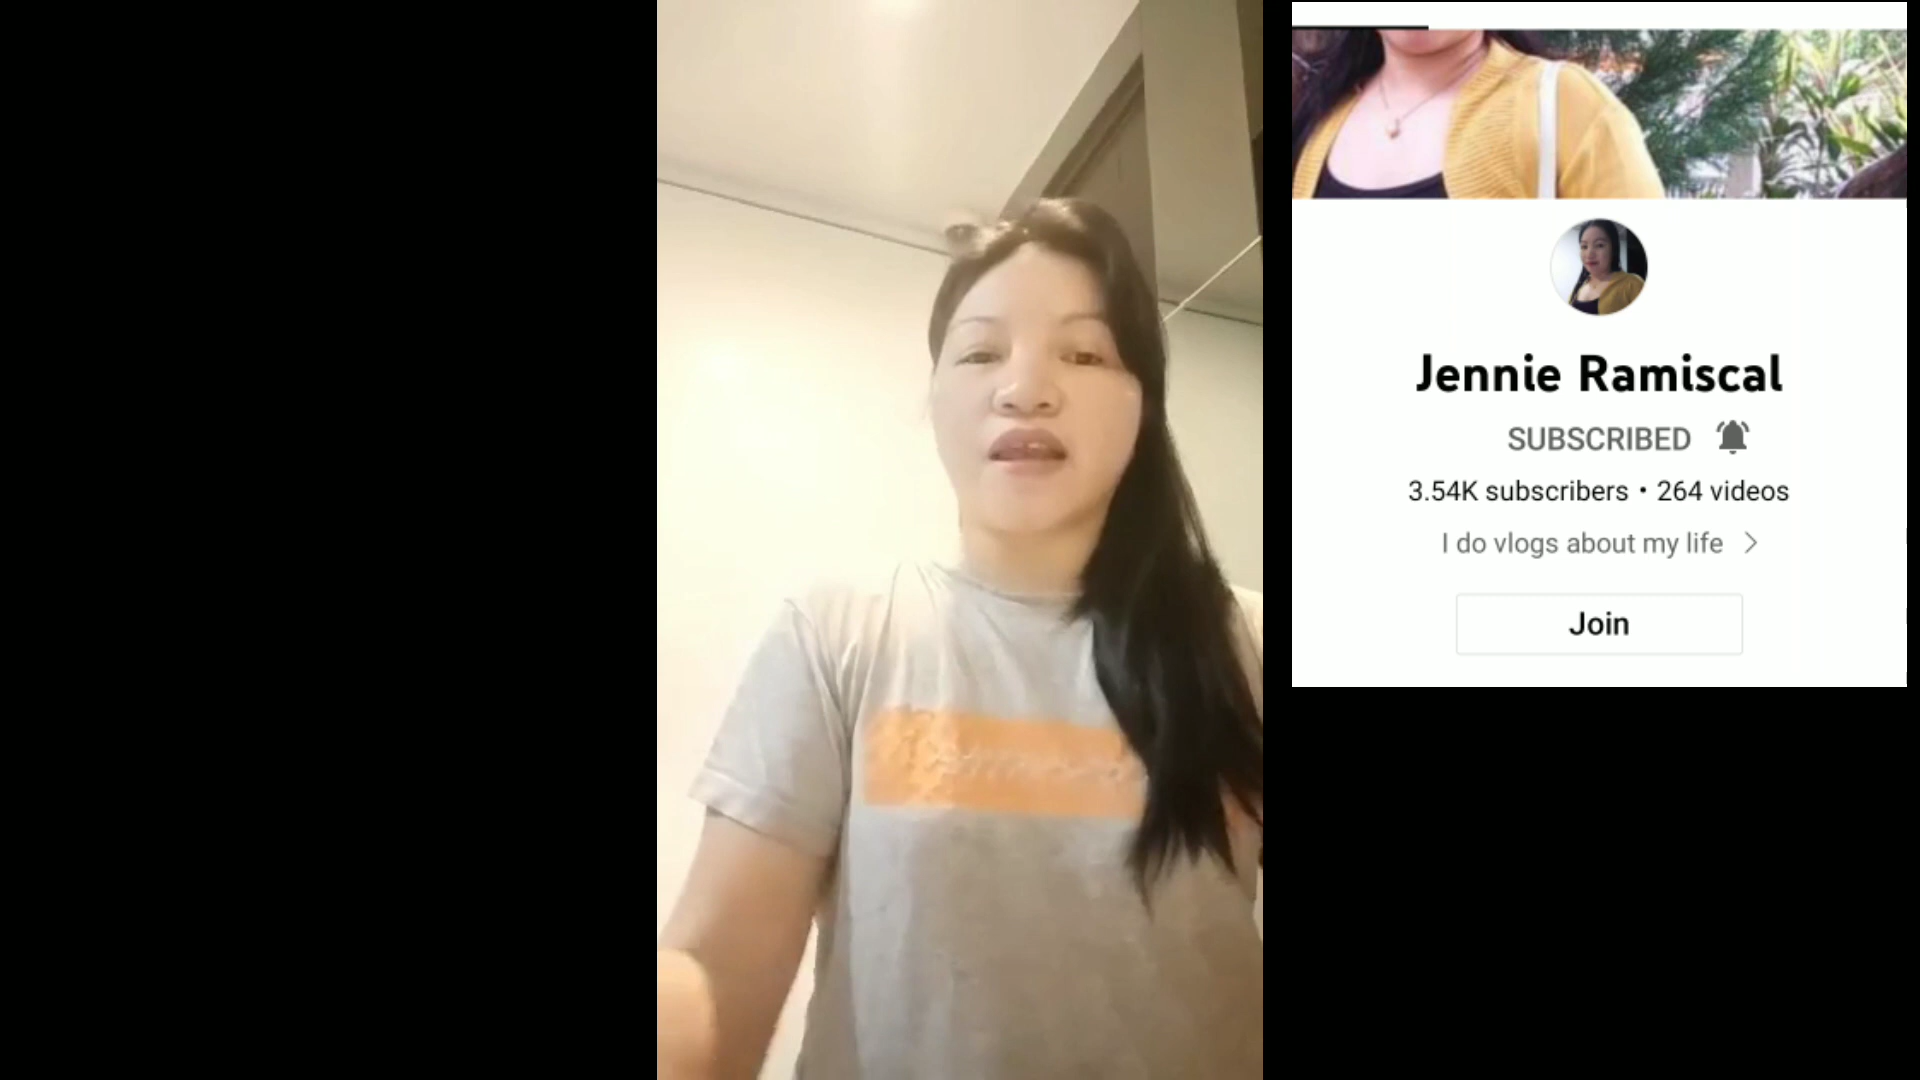 Jennie Ramiscal
SUBSCRIBED
3.54K subscribers • 264 videos
I do vlogs about my life
Join